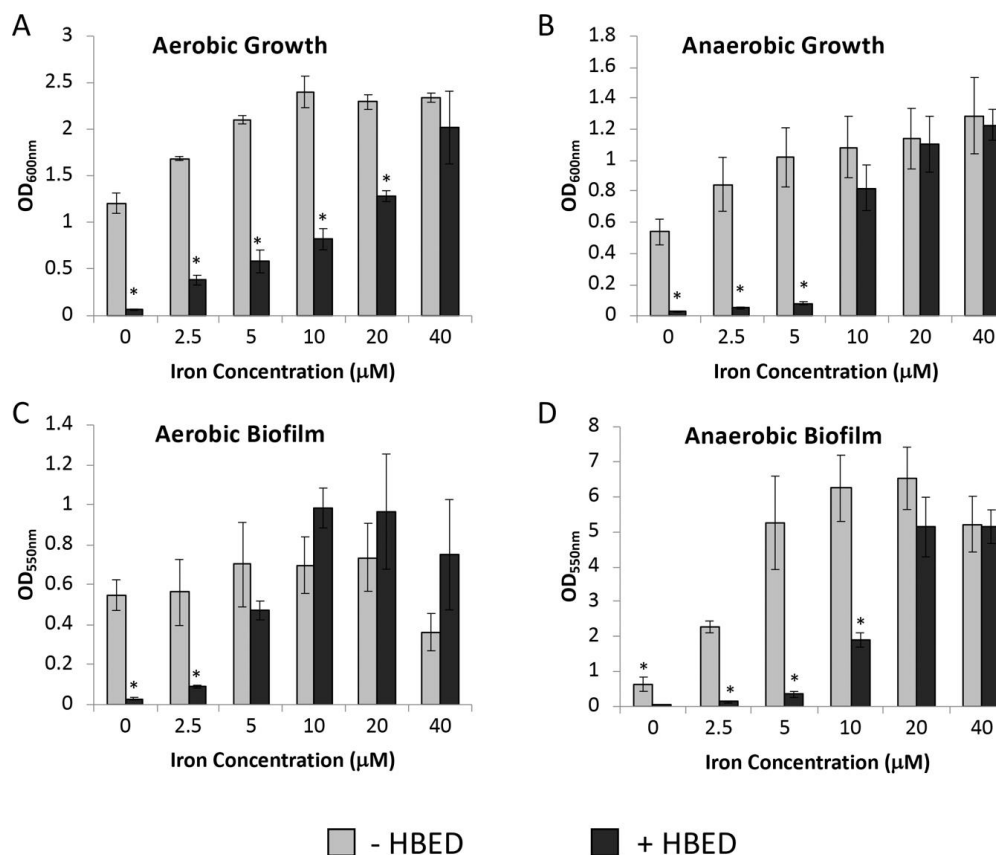 A
Aerobic Growth
3
2.5
2
1.5
1
0.5
0
OD600nm
*
*
*
*
*
0 2.5 5 10 20 40
Iron Concentration (μM)
B
Anaerobic Growth
1.8
1.6
1.4
1.2
1
0.8
0.6
0.4
0.2
0
OD600nm
*
*
*
0 2.5 5 10 20 40
Iron Concentration (μM)
C
Aerobic Biofilm
1.4
1.2
1
0.8
0.6
0.4
0.2
0
OD550nm
*
*
0 2.5 5 10 20 40
Iron Concentration (μM)
D
Anaerobic Biofilm
8
7
6
5
4
3
2
1
0
OD550nm
*
*
*
*
0 2.5 5 10 20 40
Iron Concentration (μM)
- HBED
+ HBED